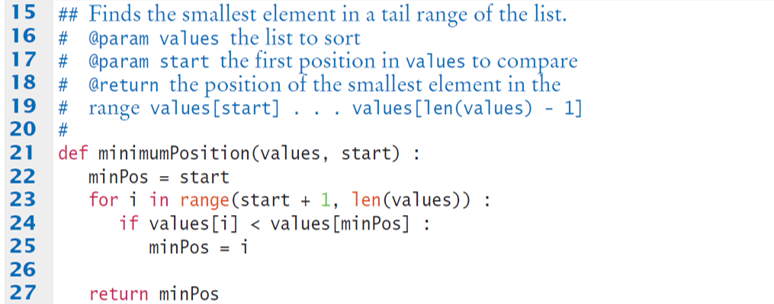 15 ## Finds the smallest element in a tail range of the list.
16 #  @param values the list to sort
17 #  @param start the first position in values to compare
18 #  @return the position of the smallest element in the
19 #  range values[start] . . . values[len(values) - 1]
20 #
21 def minimumPosition(values, start) :
22    minPos = start
23    for i in range(start + 1, len(values)) :
24       if values[i] < values[minPos] :
25          minPos = i
26
27    return minPos